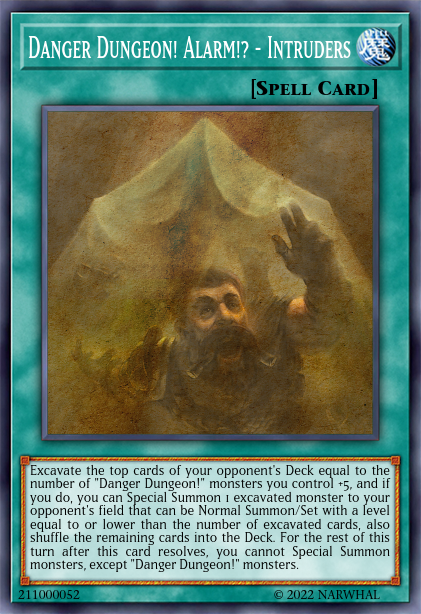 Danger Dungeon! Alarm!? - Intruders
魔
[Spell Card]
Excavate the top cards of your opponent's Deck equal to the
number of "Danger Dungeon!" monsters you control +5, and if
you do, you can Special Summon 1 excavated monster to your
opponent's field that can be Normal Summon/Set with a level
equal to or lower than the number of excavated cards, also
shuffle the remaining cards into the Deck. For the rest of this
turn after this card resolves, you cannot Special Summon
monsters, except "Danger Dungeon!" monsters.
211000052
© 2022 NARWHAL